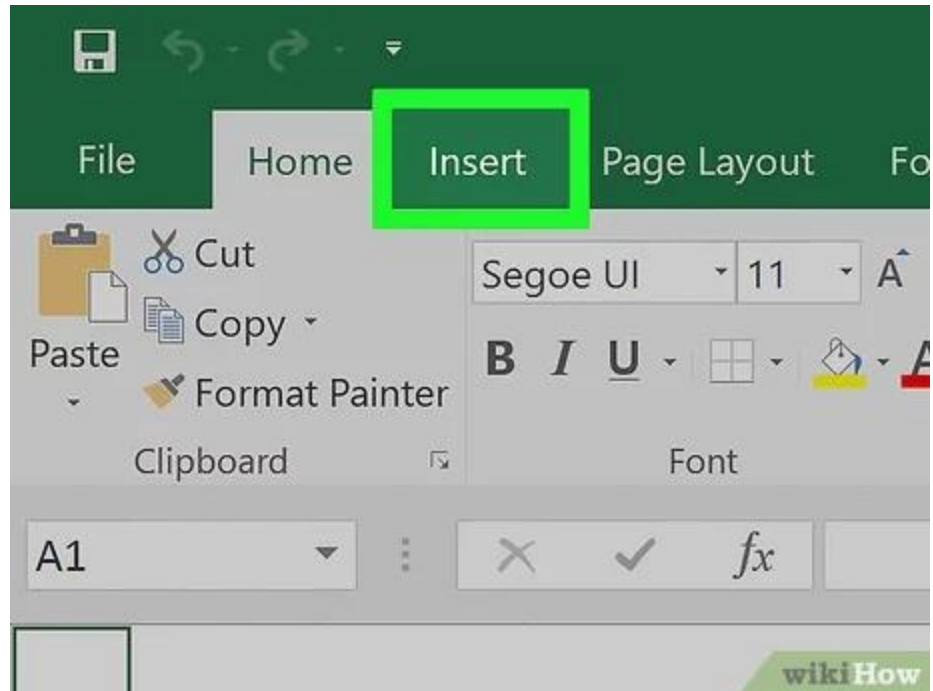 File Home Insert Page Layout Fo
Cut
Segoe UI 11 A
Copy
Paste
B I U A
Format Painter
Clipboard Font
A1 fx
wikiHow